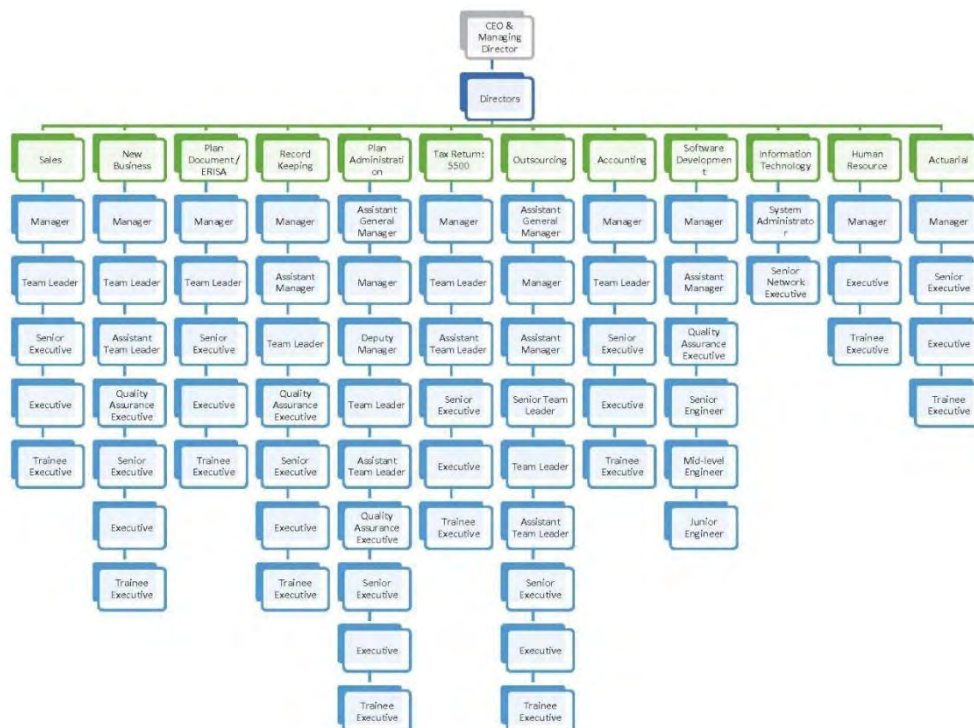 CEO &
Managing
Director
Directors
Sales
New
Business
Plan
Document/
ERISA
Record
Keeping
Plan
Administrati
on
Tax Return:
5500
Outsourcing
Accounting
Software
Developmen
t
Information
Technology
Human
Resource
Actuarial
Manager
Team Leader
Senior
Executive
Executive
Trainee
Executive
Manager
Team Leader
Assistant
Team Leader
Quality
Assurance
Executive
Senior
Executive
Executive
Trainee
Executive
Manager
Team Leader
Senior
Executive
Executive
Trainee
Executive
Manager
Assistant
Manager
Team Leader
Quality
Assurance
Executive
Senior
Executive
Executive
Trainee
Executive
Assistant
General
Manager
Manager
Deputy
Manager
Team Leader
Assistant
Team Leader
Quality
Assurance
Executive
Senior
Executive
Executive
Trainee
Executive
Manager
Team Leader
Assistant
Team Leader
Senior
Executive
Executive
Trainee
Executive
Assistant
General
Manager
Manager
Assistant
Manager
Senior Team
Leader
Team Leader
Assistant
Team Leader
Senior
Executive
Executive
Trainee
Executive
Manager
Team Leader
Senior
Executive
Executive
Trainee
Executive
Manager
Assistant
Manager
Quality
Assurance
Executive
Senior
Engineer
Mid-level
Engineer
Junior
Engineer
System
Administrato
r
Senior
Network
Executive
Manager
Executive
Trainee
Executive
Manager
Senior
Executive
Executive
Trainee
Executive